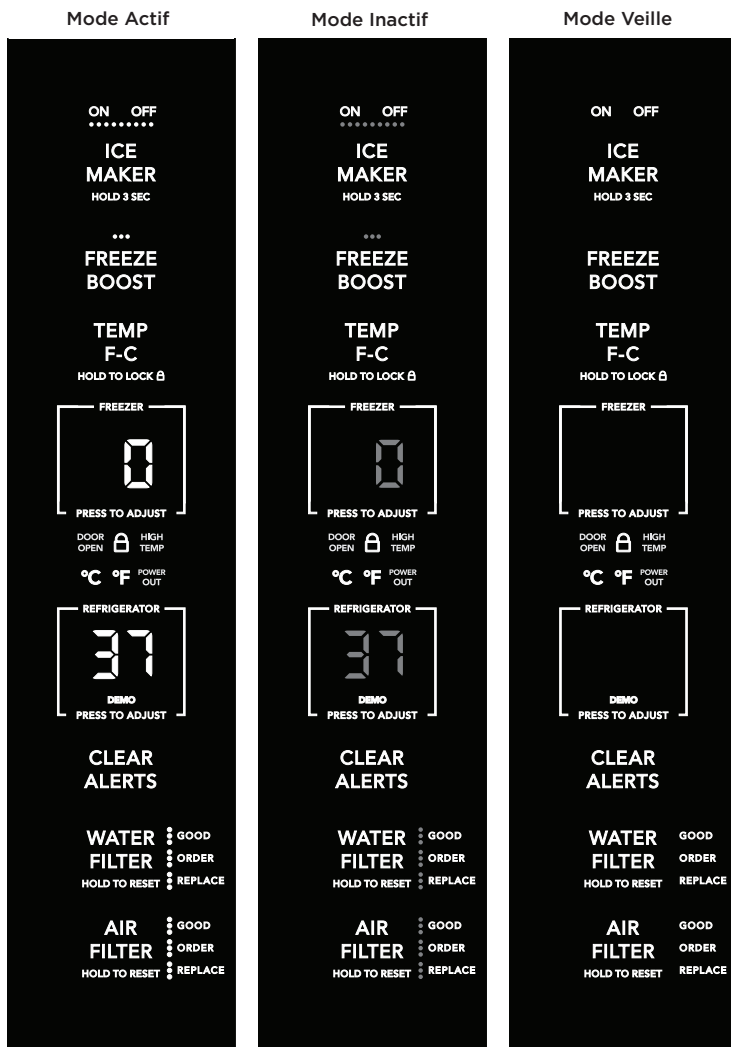 Mode Actif
ON OFF
ICE
MAKER
HOLD 3 SEC
FREEZE
BOOST
TEMP
F-C
HOLD TO LOCK
FREEZER
0
PRESS TO ADJUST
DOOR HIGH
OPEN TEMP
°C °F POWER
OUT
REFRIGERATOR
37
DEMO
PRESS TO ADJUST
CLEAR
ALERTS
WATER GOOD
FILTER ORDER
HOLD TO RESET REPLACE
AIR GOOD
FILTER ORDER
HOLD TO RESET REPLACE
Mode Inactif
ON OFF
ICE
MAKER
HOLD 3 SEC
FREEZE
BOOST
TEMP
F-C
HOLD TO LOCK
FREEZER
0
PRESS TO ADJUST
DOOR HIGH
OPEN TEMP
°C °F POWER
OUT
REFRIGERATOR
37
DEMO
PRESS TO ADJUST
CLEAR
ALERTS
WATER GOOD
FILTER ORDER
HOLD TO RESET REPLACE
AIR GOOD
FILTER ORDER
HOLD TO RESET REPLACE
Mode Veille
ON OFF
ICE
MAKER
HOLD 3 SEC
FREEZE
BOOST
TEMP
F-C
HOLD TO LOCK
FREEZER
PRESS TO ADJUST
DOOR HIGH
OPEN TEMP
°C °F POWER
OUT
REFRIGERATOR
DEMO
PRESS TO ADJUST
CLEAR
ALERTS
WATER GOOD
FILTER ORDER
HOLD TO RESET REPLACE
AIR GOOD
FILTER ORDER
HOLD TO RESET REPLACE